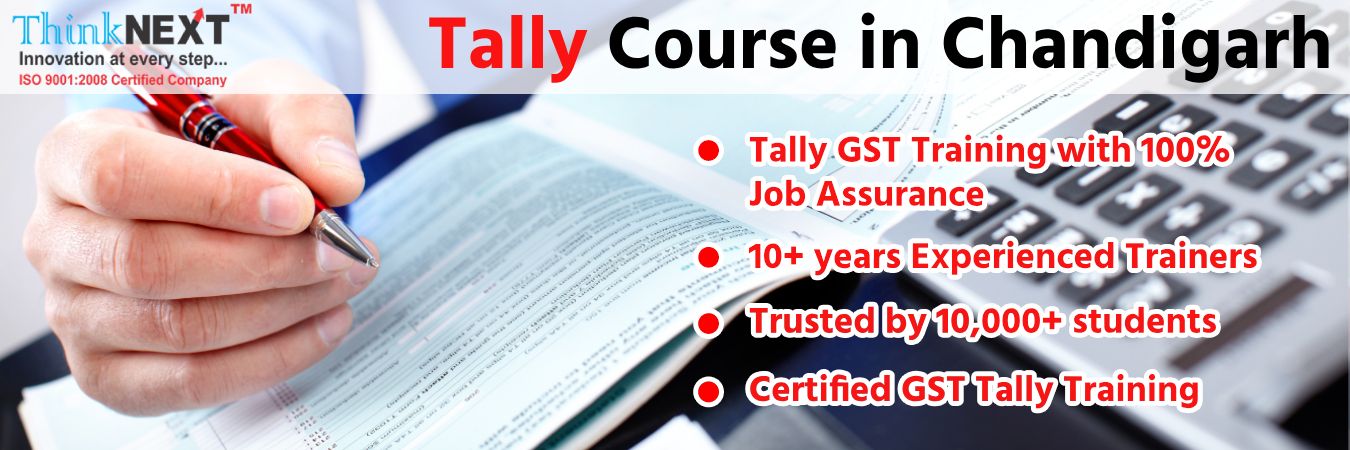 ThinkNEXT™
Innovation at every step...
ISO 9001:2008 Certified Company
Tally Course in Chandigarh
Tally GST Training with 100%
Job Assurance
10+ years Experienced Trainers
Trusted by 10,000+ students
Certified GST Tally Training